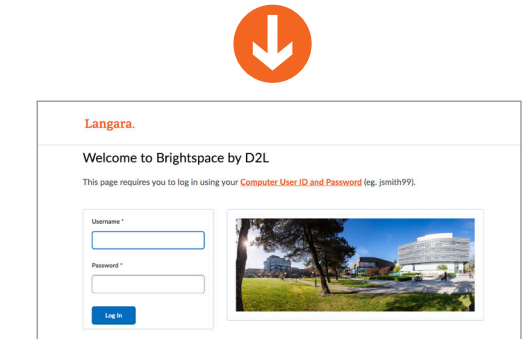 Langara.
Welcome to Brightspace by D2L
This page requires you to log in using your Computer User ID and Password (eg. jsmith99).
Username *
Password *
Log In